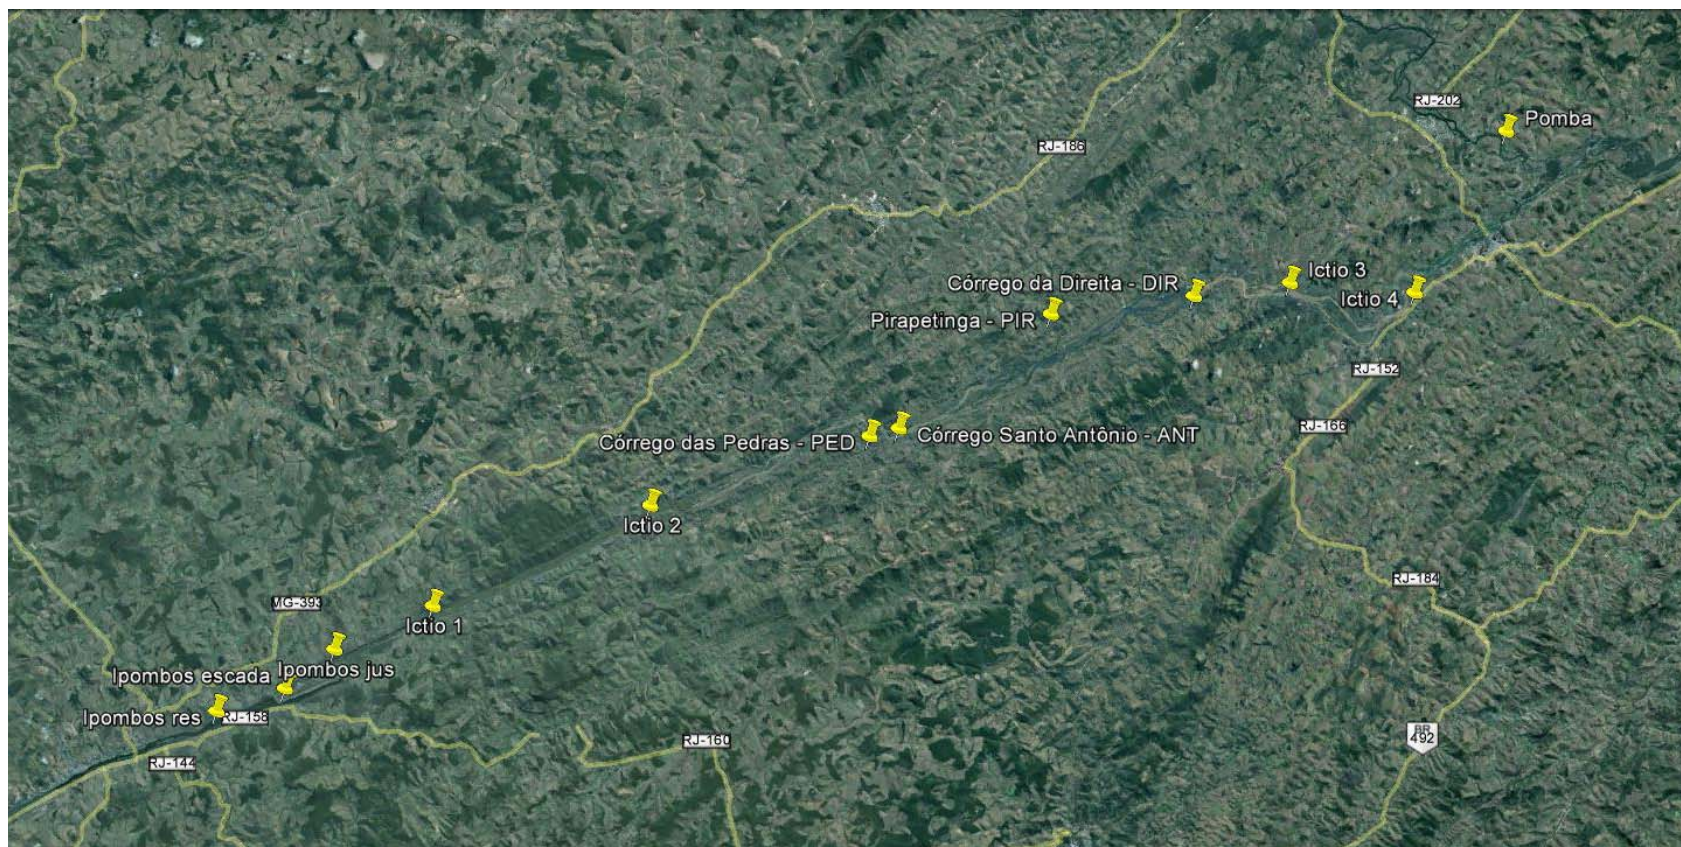 RJ-202
Pomba
RJ-186
Ictio 3
Córrego da Direita - DIR
Ictio 4
Pirapetinga - PIR
RJ-152
RJ-166
Córrego Santo Antônio - ANT
Córrego das Pedras - PED
Ictio 2
RJ-184
MG-393
Ictio 1
Ipombos jus
Ipombos escada
Ipombos res
RJ-158
BR
492
RJ-160
RJ-144